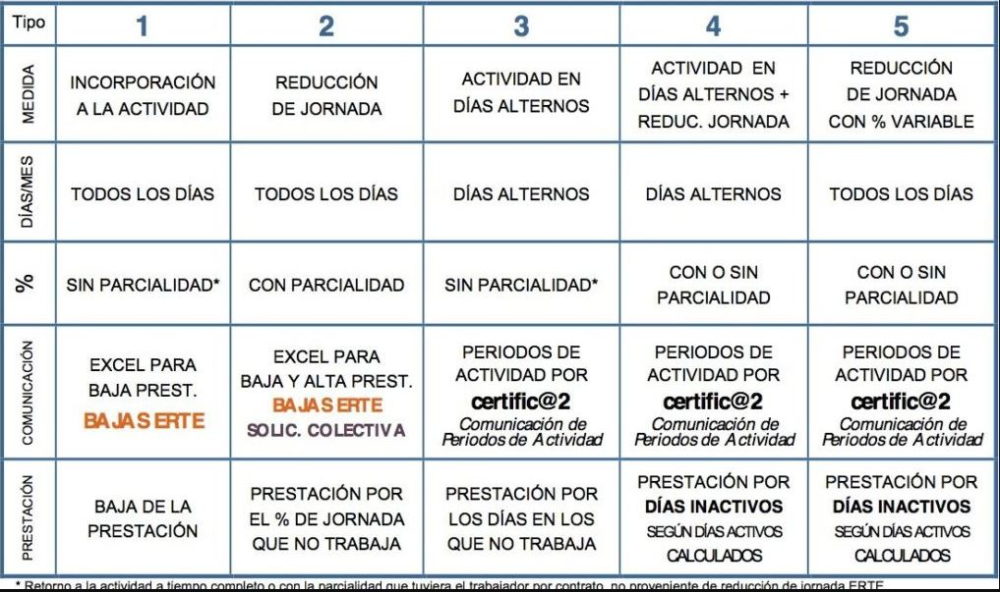 Tipo 1 2 3 4 5
MEDIDA
INCORPORACIÓN
A LA ACTIVIDAD
REDUCCIÓN
DE JORNADA
ACTIVIDAD EN
DÍAS ALTERNOS
ACTIVIDAD EN
DÍAS ALTERNOS +
REDUC. JORNADA
REDUCCIÓN
DE JORNADA
CON % VARIABLE
DÍAS/MES
TODOS LOS DÍAS
TODOS LOS DÍAS
DÍAS ALTERNOS
DÍAS ALTERNOS
TODOS LOS DÍAS
%
SIN PARCIALIDAD*
CON PARCIALIDAD
SIN PARCIALIDAD*
CON O SIN
PARCIALIDAD
CON O SIN
PARCIALIDAD
COMUNICACIÓN
EXCEL PARA
BAJA PREST.
BAJAS ERTE
EXCEL PARA
BAJA Y ALTA PREST.
BAJAS ERTE
SOLIC. COLECTIVA
PERIODOS DE
ACTIVIDAD POR
certific@2
Comunicación de
Periodos de Actividad
PERIODOS DE
ACTIVIDAD POR
certific@2
Comunicación de
Periodos de Actividad
PERIODOS DE
ACTIVIDAD POR
certific@2
Comunicación de
Periodos de Actividad
PRESTACIÓN
BAJA DE LA
PRESTACIÓN
PRESTACIÓN POR
EL % DE JORNADA
QUE NO TRABAJA
PRESTACIÓN POR
LOS DÍAS EN LOS
QUE NO TRABAJA
PRESTACIÓN POR
DÍAS INACTIVOS
SEGÚN DÍAS ACTIVOS
CALCULADOS
PRESTACIÓN POR
DÍAS INACTIVOS
SEGÚN DÍAS ACTIVOS
CALCULADOS
* Retorno a la actividad a tiempo completo o con la parcialidad que tuviera el trabajador por contrato, no proveniente de reducción de jornada ERTE